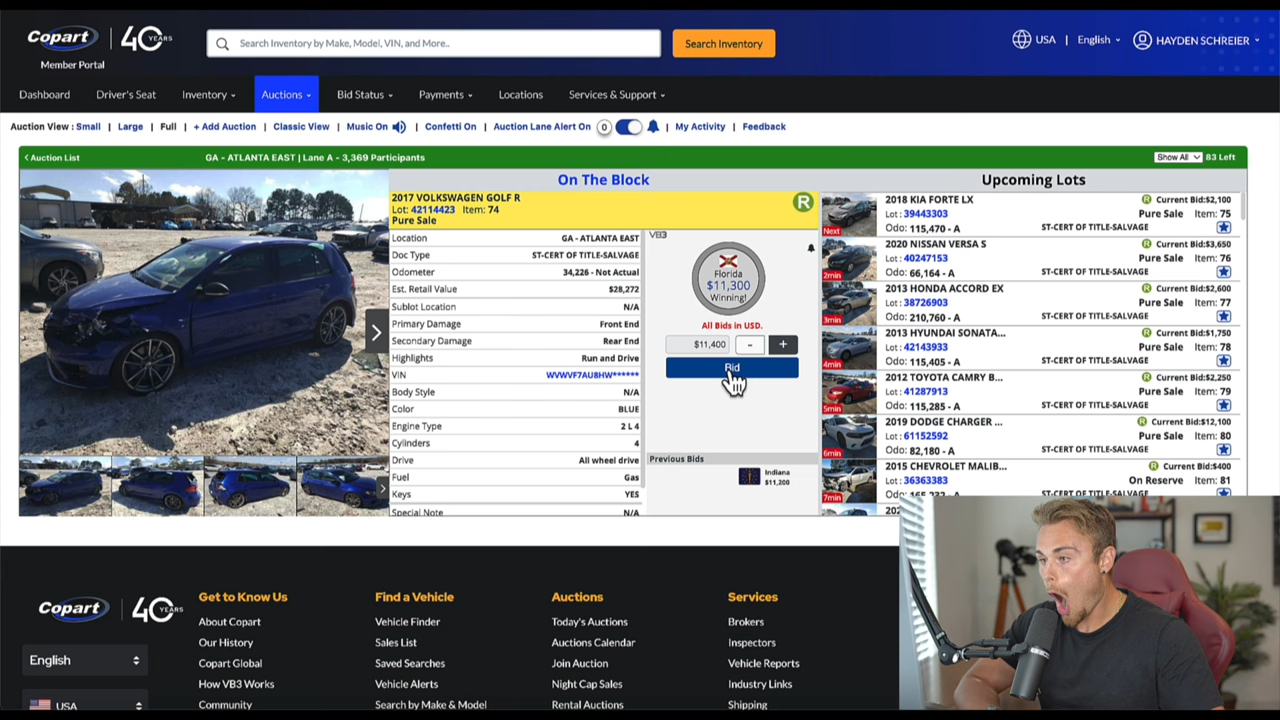 Copart | 40 YEARS
Member Portal
Search Inventory by Make, Model, VIN, and More..
Search Inventory
USA | English
HAYDEN SCHREIER
Dashboard Driver's Seat Inventory Auctions Bid Status Payments Locations Services & Support
Auction View : Small | Large | Full | + Add Auction | Classic View | Music On | Confetti On | Auction Lane Alert On 0 | My Activity | Feedback
Auction List
GA - ATLANTA EAST | Lane A - 3,369 Participants
Show All 83 Left
On The Block
2017 VOLKSWAGEN GOLF R
Lot: 42114423 Item: 74
Pure Sale
R
Location GA - ATLANTA EAST
Doc Type ST-CERT OF TITLE-SALVAGE
Odometer 34,226 - Not Actual
Est. Retail Value $28,272
Sublot Location N/A
Primary Damage Front End
Secondary Damage Rear End
Highlights Run and Drive
VIN WVWVF7AU8HW******
Body Style N/A
Color BLUE
Engine Type 2 L 4
Cylinders 4
Drive All wheel drive
Fuel Gas
Keys YES
Special Note N/A
VB3
Florida
$11,300
Winning!
All Bids in USD.
$11,400 - +
Bid
Previous Bids
Indiana
$11,200
Upcoming Lots
2018 KIA FORTE LX R Current Bid:$2,100
Lot : 39443303 Pure Sale Item: 75
Next Odo: 115,470 - A ST-CERT OF TITLE-SALVAGE
2020 NISSAN VERSA S R Current Bid:$3,650
Lot : 40247153 Pure Sale Item: 76
2min Odo: 66,164 - A ST-CERT OF TITLE-SALVAGE
2013 HONDA ACCORD EX R Current Bid:$2,600
Lot : 38726903 Pure Sale Item: 77
3min Odo: 210,760 - A ST-CERT OF TITLE-SALVAGE
2013 HYUNDAI SONATA... R Current Bid:$1,750
Lot : 42143933 Pure Sale Item: 78
4min Odo: 115,405 - A ST-CERT OF TITLE-SALVAGE
2012 TOYOTA CAMRY B... R Current Bid:$2,250
Lot : 41287913 Pure Sale Item: 79
5min Odo: 115,285 - A ST-CERT OF TITLE-SALVAGE
2019 DODGE CHARGER ... R Current Bid:$12,100
Lot : 61152592 Pure Sale Item: 80
6min Odo: 82,180 - A ST-CERT OF TITLE-SALVAGE
2015 CHEVROLET MALIB... R Current Bid:$400
Lot : 36363383 On Reserve Item: 81
7min Odo: ST-CERT OF TITLE-SALVAGE
Copart | 40 YEARS
English
USA
Get to Know Us
About Copart
Our History
Copart Global
How VB3 Works
Community
Find a Vehicle
Vehicle Finder
Sales List
Saved Searches
Vehicle Alerts
Search by Make & Model
Auctions
Today's Auctions
Auctions Calendar
Join Auction
Night Cap Sales
Rental Auctions
Services
Brokers
Inspectors
Vehicle Reports
Industry Links
Shipping